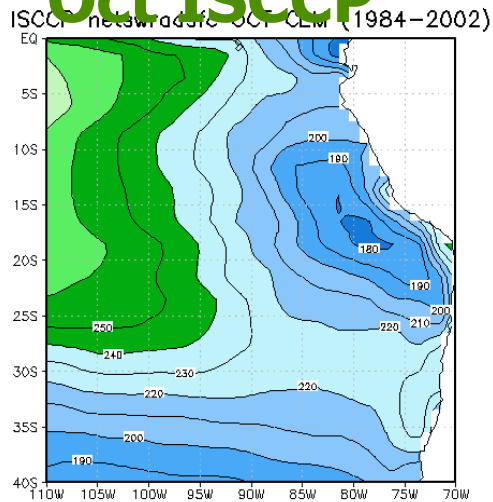 Oct ISCCP
ISCCP netswradsfc OCT CLM (1984-2002)
EQ
5S
200
10S
190
15S
180
20S
190
200
25S
250
220
210
240
30S
230
220
220
35S
200
190
40S
110W
105W
100W
95W
90W
85W
80W
75W
70W